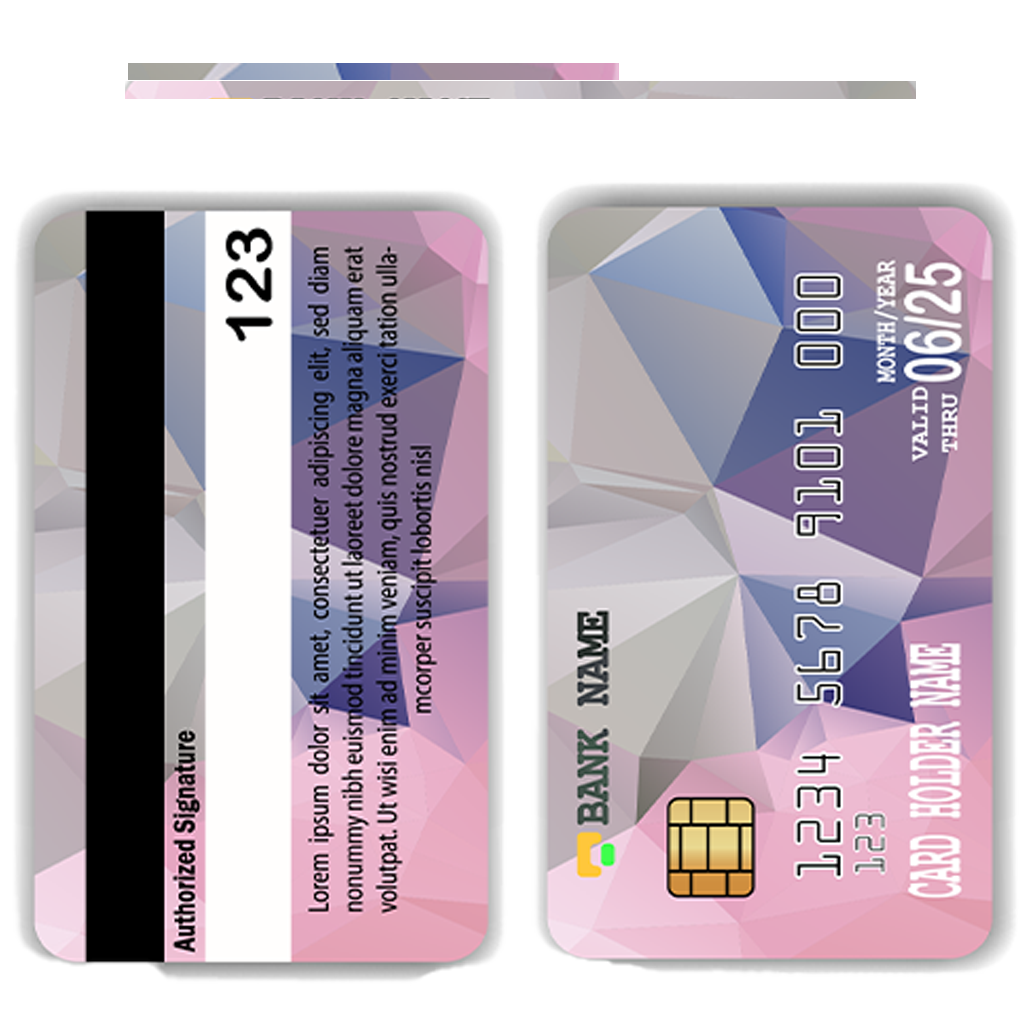 Authorized Signature
123
Lorem ipsum dolor sit amet, consectetuer adipiscing elit, sed diam
nonummy nibh euismod tincidunt ut laoreet dolore magna aliquam erat
volutpat. Ut wisi enim ad minim veniam, quis nostrud exerci tation ulla-
mcorper suscipit lobortis nisl
BANK NAME
1234 5678 9101 000
123
MONTH/YEAR
VALID
THRU
06/25
CARD HOLDER NAME